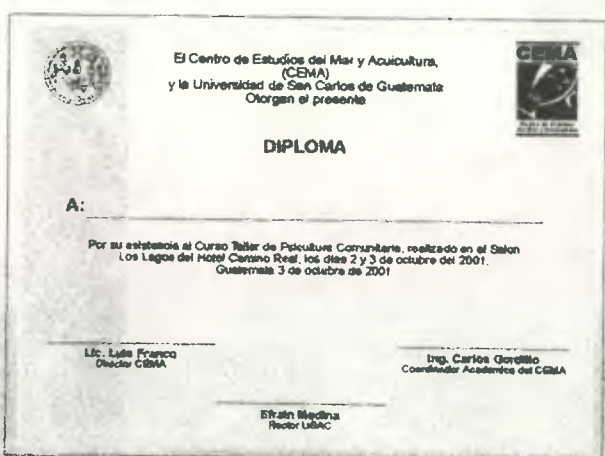 El Centro de Estudios del Mar y Acuicultura,
(CEMA)
y la Universidad de San Carlos de Guatemala
Otorgan el presente
CEMA
DIPLOMA
A:
Por su asistencia al Curso Taller de Psicultura Comunitaria, realizado en el Salon
Los Lagos del Hotel Camino Real, los dias 2 y 3 de octubre del 2001.
Guatemala 3 de octubre de 2001
Lic. Luis Franco
Director CEMA
Ing. Carlos Gordillo
Coordinador Academico del CEMA
Efrain Medina
Rector USAC